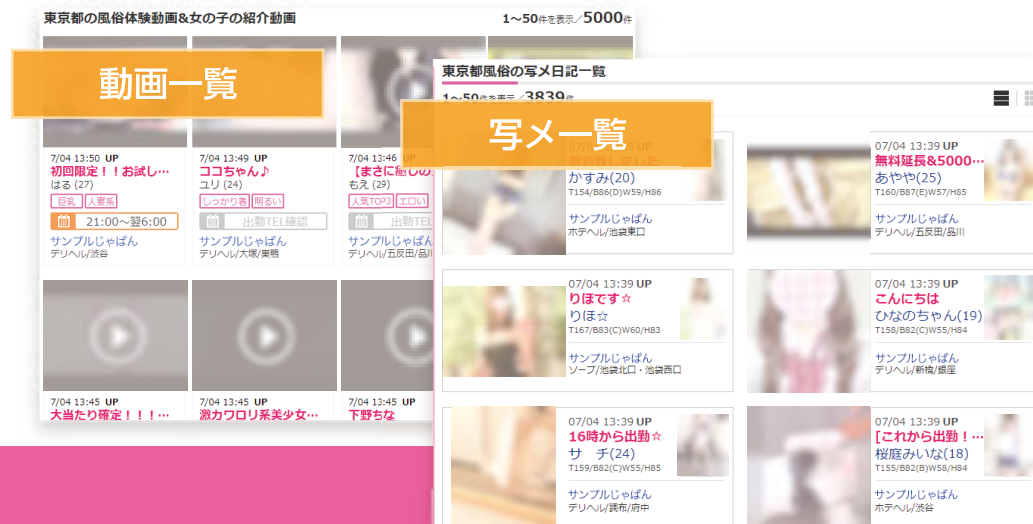 東京都の風俗体験動画&女の子の紹介動画
1〜50件を表示／5000件
動画一覧
7/04 13:50 UP
初回限定！！お試し…
はる (27)
巨乳 人妻系
21:00〜翌6:00
サンプルじゃぱん
デリヘル/渋谷
7/04 13:49 UP
ココちゃん♪
ユリ (24)
しっかり者 明るい
出勤TEL確認
サンプルじゃぱん
デリヘル/大塚/巣鴨
7/04 13:46 UP
【まさに癒しの
もえ (29)
人気TOP3 エロい
出勤TEL
サンプルじゃぱん
デリヘル/五反田/品
7/04 13:45 UP
大当たり確定！！！…
7/04 13:45 UP
激カワロリ系美少女…
7/04 13:45 UP
下野ちな
東京都風俗の写メ日記一覧
1〜50件を表示／3839件
写メ一覧
かすみ(20)
T154/B86(D)W59/H86
サンプルじゃぱん
ホテヘル/池袋東口
7/04 13:39 UP
無料延長&5000…
あやや(25)
T160/B87(E)W57/H85
サンプルじゃぱん
デリヘル/五反田/品川
07/04 13:39 UP
りほです☆
りほ☆
T167/B83(C)W60/H83
サンプルじゃぱん
ソープ/池袋北口・池袋西口
07/04 13:39 UP
こんにちは
ひなのちゃん(19)
T158/B82(C)W55/H84
サンプルじゃぱん
デリヘル/新橋/銀座
07/04 13:39 UP
16時から出勤☆
サ　チ(24)
T159/B82(C)W55/H85
サンプルじゃぱん
デリヘル/調布/府中
07/04 13:39 UP
[これから出勤！…
桜庭みいな(18)
T155/B82(B)W58/H84
サンプルじゃぱん
ホテヘル/渋谷